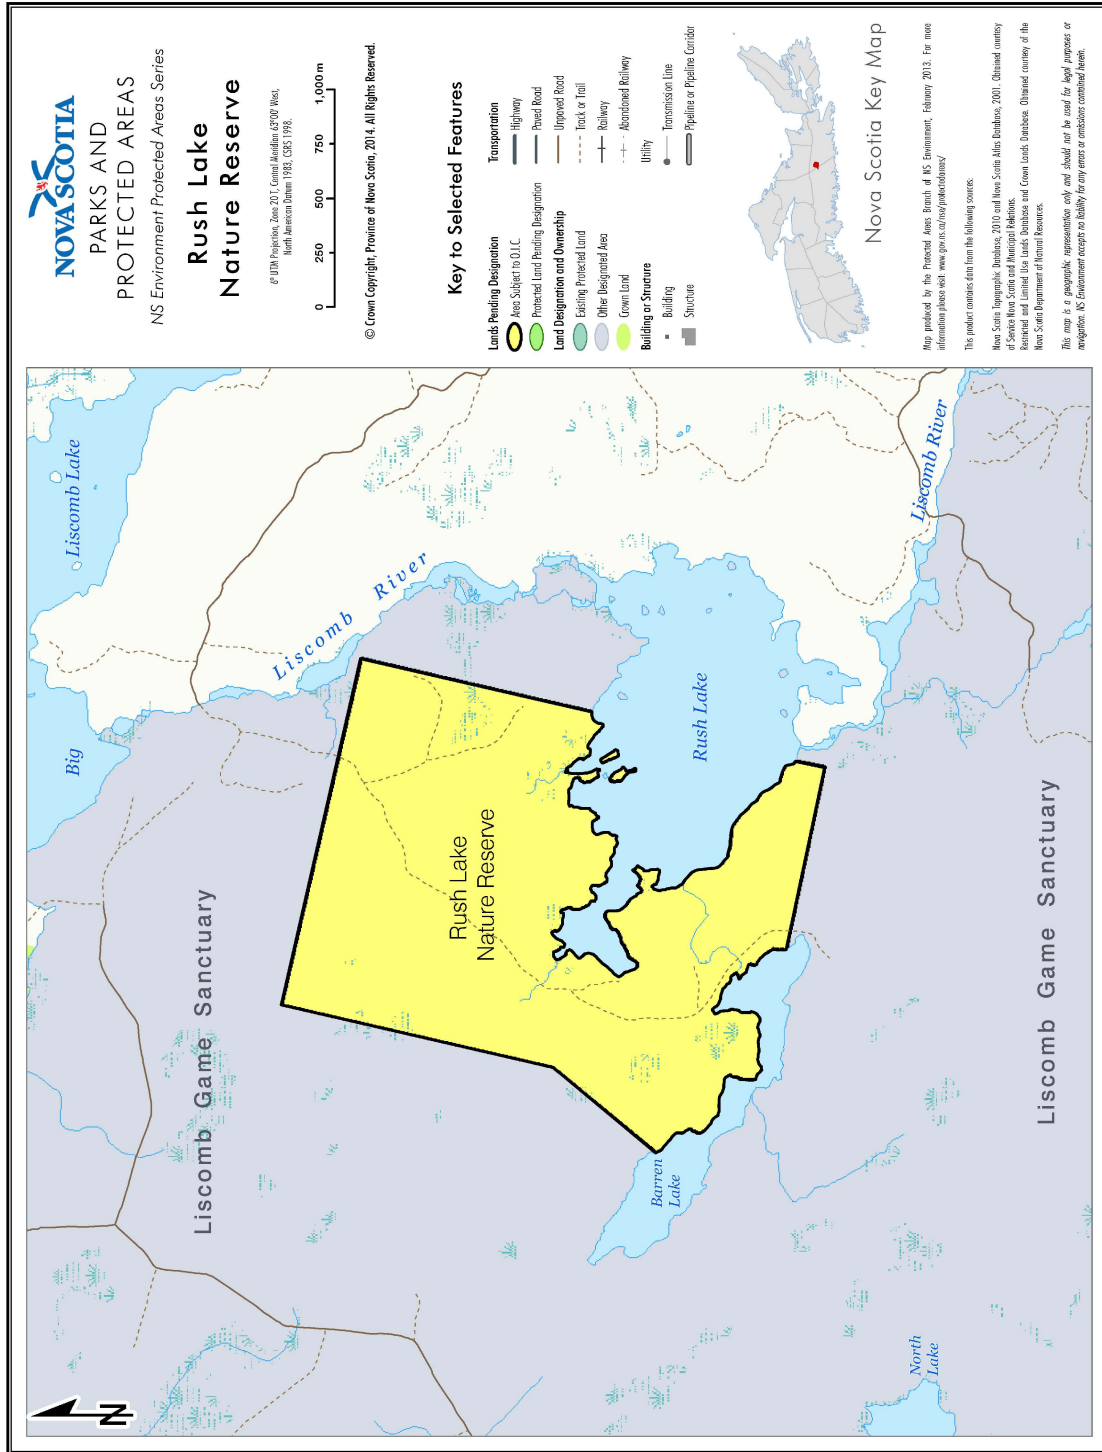 NOVA SCOTIA
PARKS AND
PROTECTED AREAS
NS Environment Protected Areas Series
Rush Lake
Nature Reserve
6º UTM Projection, Zone 20T, Central Meridian 63º00' West,
North American Datum 1983, CSRS 1998.
0 250 500 750 1,000 m
© Crown Copyright, Province of Nova Scotia, 2014. All Rights Reserved.
Key to Selected Features
Lands Pending Designation
Area Subject to O.I.C.
Protected Land Pending Designation
Land Designation and Ownership
Existing Protected Land
Other Designated Area
Crown Land
Building or Structure
Building
Structure
Transportation
Highway
Paved Road
Unpaved Road
Track or Trail
Railway
Abandoned Railway
Utility
Transmission Line
Pipeline or Pipeline Corridor
Nova Scotia Key Map
Map produced by the Protected Areas Branch of NS Environment, February 2013. For more
information please visit: www.gov.ns.ca/nse/protectedareas/
This product contains data from the following sources:
Nova Scotia Topographic Database, 2010 and Nova Scotia Atlas Database, 2001. Obtained courtesy
of Service Nova Scotia and Municipal Relations.
Restricted and Limited Use Lands Database and Crown Lands Database. Obtained courtesy of the
Nova Scotia Department of Natural Resources.
This map is a geographic representation only and should not be used for legal purposes or
navigation. NS Environment accepts no liability for any errors or omissions contained herein.
N
Big
Liscomb Lake
Liscomb River
Liscomb Game Sanctuary
Rush Lake
Nature Reserve
Rush Lake
Barren
Lake
North
Lake
Liscomb River
Liscomb Game Sanctuary